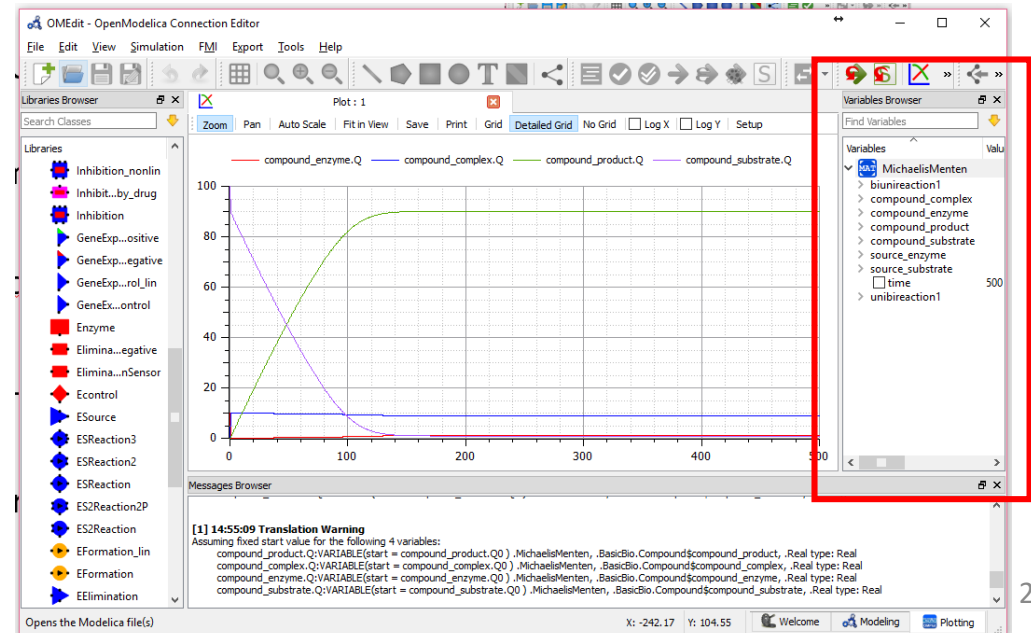 OMEdit - OpenModelica Connection Editor
File Edit View Simulation FMI Export Tools Help
T S »  »
Libraries Browser
Search Classes
Libraries
Inhibition_nonlin
Inhibit...by_drug
Inhibition
GeneExp...ositive
GeneExp...egative
GeneExp...rol_lin
GeneEx...ontrol
Enzyme
Elimina...egative
Elimina...nSensor
Econtrol
ESource
ESReaction3
ESReaction2
ESReaction
ES2Reaction2P
ES2Reaction
EFormation_lin
EFormation
EElimination
Plot : 1
Zoom Pan Auto Scale Fit in View Save Print Grid Detailed Grid No Grid Log X Log Y Setup
compound_enzyme.Q compound_complex.Q compound_product.Q compound_substrate.Q
100
80
60
40
20
0
0 100 200 300 400 500
Variables Browser
Find Variables
Variables Valu
MAT MichaelisMenten
biunireaction1
compound_complex
compound_enzyme
compound_product
compound_substrate
source_enzyme
source_substrate
time 500
unibireaction1
Messages Browser
[1] 14:55:09 Translation Warning
Assuming fixed start value for the following 4 variables:
compound_product.Q:VARIABLE(start = compound_product.Q0 ) .MichaelisMenten, .BasicBio.Compound$compound_product, .Real type: Real
compound_complex.Q:VARIABLE(start = compound_complex.Q0 ) .MichaelisMenten, .BasicBio.Compound$compound_complex, .Real type: Real
compound_enzyme.Q:VARIABLE(start = compound_enzyme.Q0 ) .MichaelisMenten, .BasicBio.Compound$compound_enzyme, .Real type: Real
compound_substrate.Q:VARIABLE(start = compound_substrate.Q0 ) .MichaelisMenten, .BasicBio.Compound$compound_substrate, .Real type: Real
Opens the Modelica file(s) X: -242.17 Y: 104.55 Welcome Modeling Plotting
2